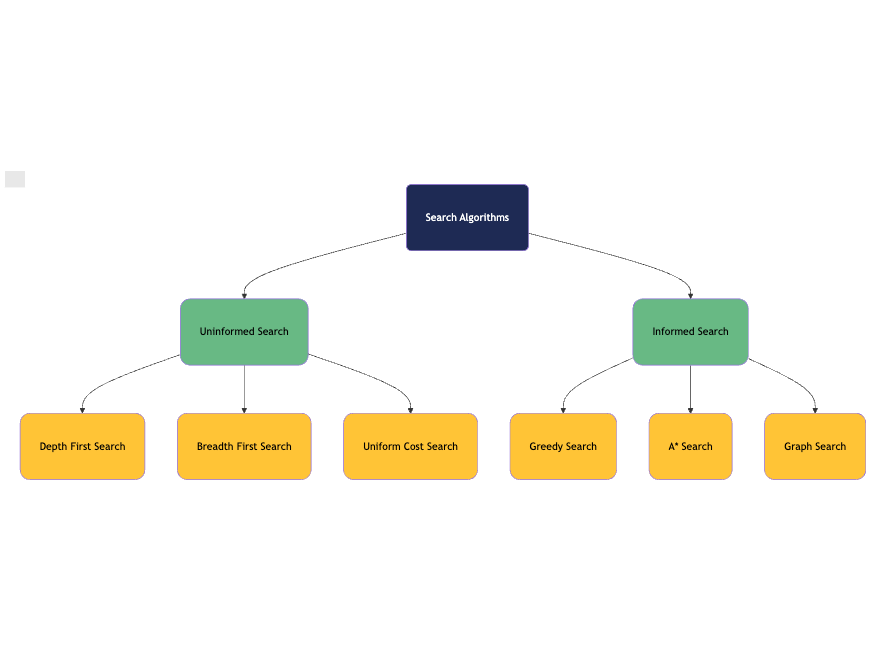 Search Algorithms
Uninformed Search
Informed Search
Depth First Search
Breadth First Search
Uniform Cost Search
Greedy Search
A* Search
Graph Search